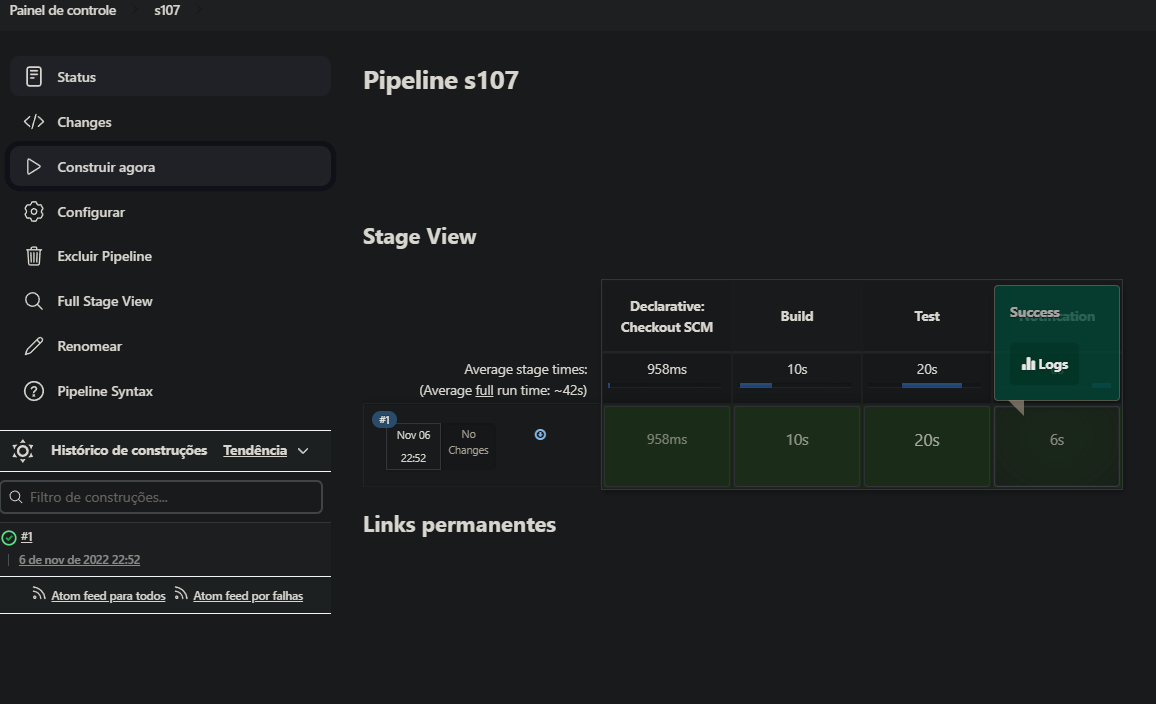 Painel de controle
s107
Status
Changes
Construir agora
Configurar
Excluir Pipeline
Full Stage View
Renomear
Pipeline Syntax
Histórico de construções
Tendência
Filtro de construções...
#1
6 de nov de 2022 22:52
Atom feed para todos
Atom feed por falhas
Pipeline s107
Stage View
Declarative:
Checkout SCM
Build
Test
Notification
Success
Logs
Average stage times:
(Average full run time: ~42s)
958ms
10s
20s
#1
Nov 06
22:52
No
Changes
958ms
10s
20s
6s
Links permanentes